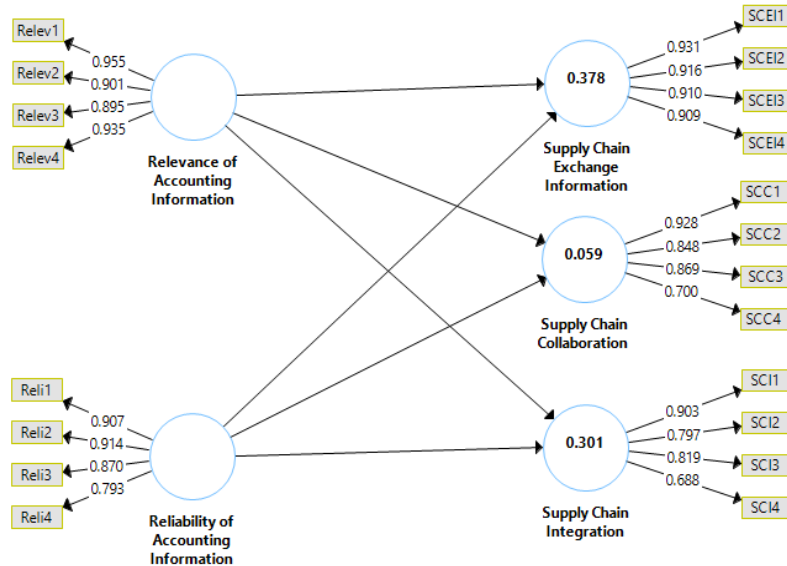 Relev1
Relev2
Relev3
Relev4
0.955
0.901
0.895
0.935
Relevance of
Accounting
Information
Reli1
Reli2
Reli3
Reli4
0.907
0.914
0.870
0.793
Reliability of
Accounting
Information
0.378
Supply Chain
Exchange
Information
0.931
0.916
0.910
0.909
SCEI1
SCEI2
SCEI3
SCEI4
0.059
Supply Chain
Collaboration
0.928
0.848
0.869
0.700
SCC1
SCC2
SCC3
SCC4
0.301
Supply Chain
Integration
0.903
0.797
0.819
0.688
SCI1
SCI2
SCI3
SCI4